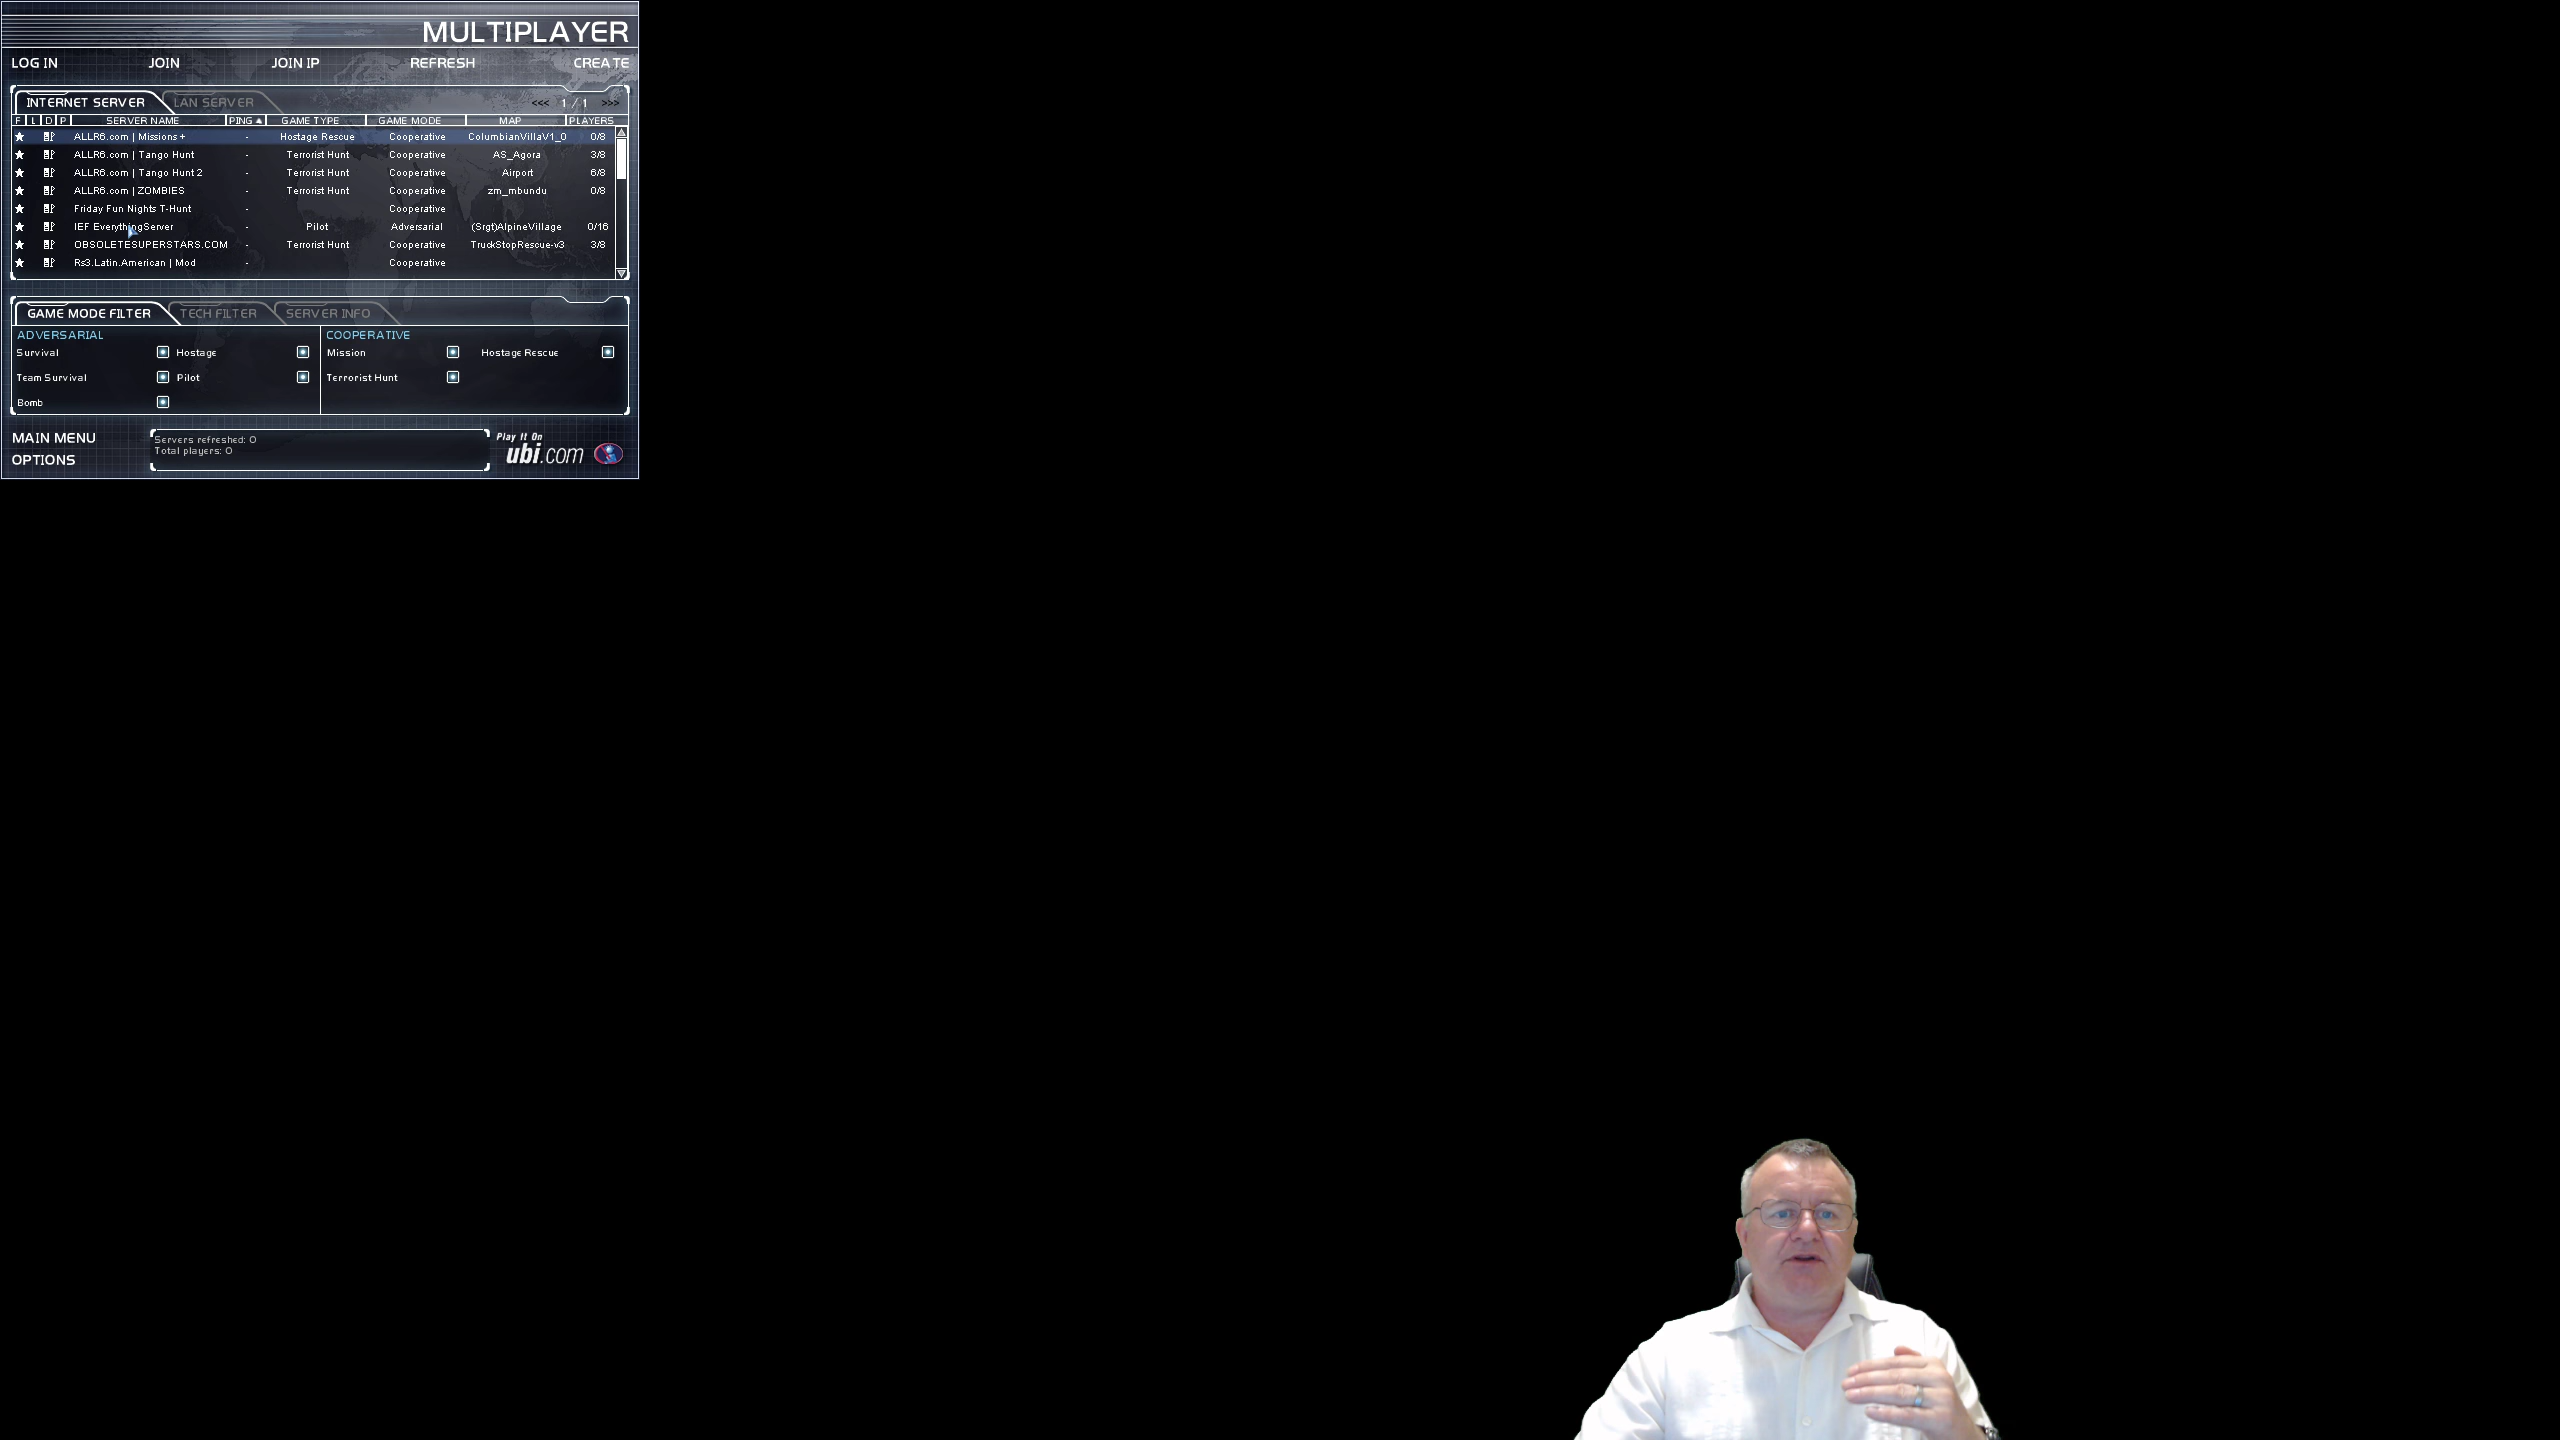 MULTIPLAYER
LOG IN JOIN JOIN IP REFRESH CREATE
INTERNET SERVER LAN SERVER <<< 1 / 1 >>>
F L D P SERVER NAME PING GAME TYPE GAME MODE MAP PLAYERS
ALLR6.com | Missions + - Hostage Rescue Cooperative ColumbianVillaV1_0 0/8
ALLR6.com | Tango Hunt - Terrorist Hunt Cooperative AS_Agora 3/8
ALLR6.com | Tango Hunt 2 - Terrorist Hunt Cooperative Airport 6/8
ALLR6.com | ZOMBIES - Terrorist Hunt Cooperative zm_mbundu 0/8
Friday Fun Nights T-Hunt - Cooperative
IEF EverythingServer - Pilot Adversarial (Srgt)AlpineVillage 0/16
OBSOLETESUPERSTARS.COM - Terrorist Hunt Cooperative TruckStopRescue-v3 3/8
Rs3.Latin.American | Mod - Cooperative
GAME MODE FILTER TECH FILTER SERVER INFO
ADVERSARIAL COOPERATIVE
Survival Hostage Mission Hostage Rescue
Team Survival Pilot Terrorist Hunt
Bomb
MAIN MENU
OPTIONS
Servers refreshed: 0
Total players: 0
Play It On
ubi.com